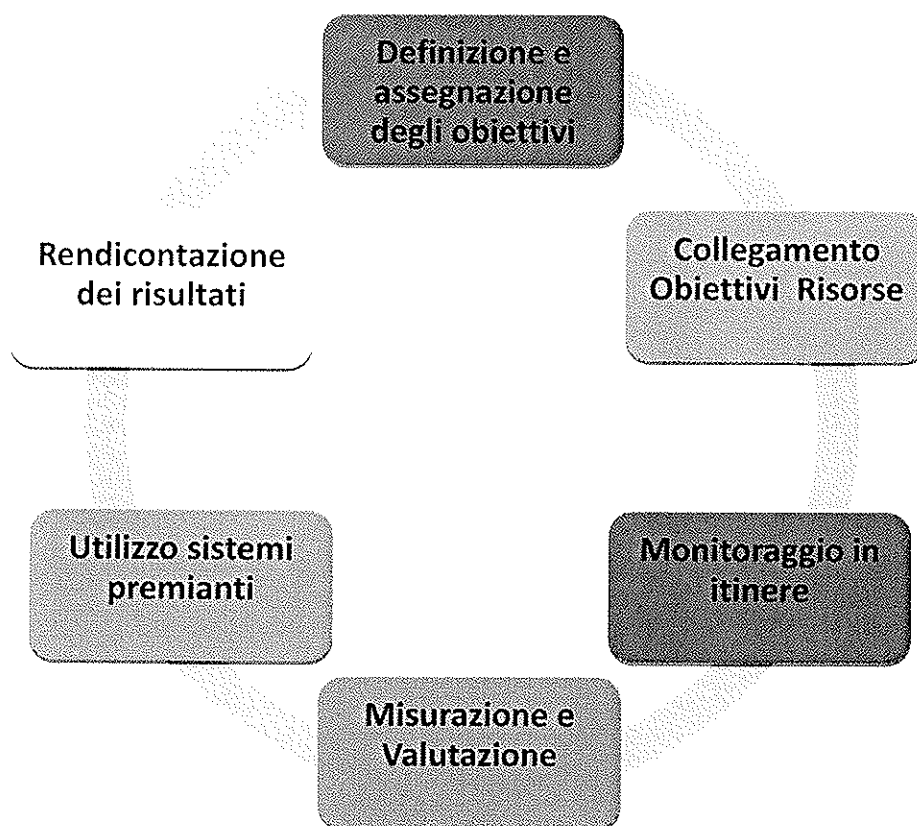 Definizione e
assegnazione
degli obiettivi
Collegamento
Obiettivi Risorse
Monitoraggio in
itinere
Misurazione e
Valutazione
Utilizzo sistemi
premianti
Rendicontazione
dei risultati